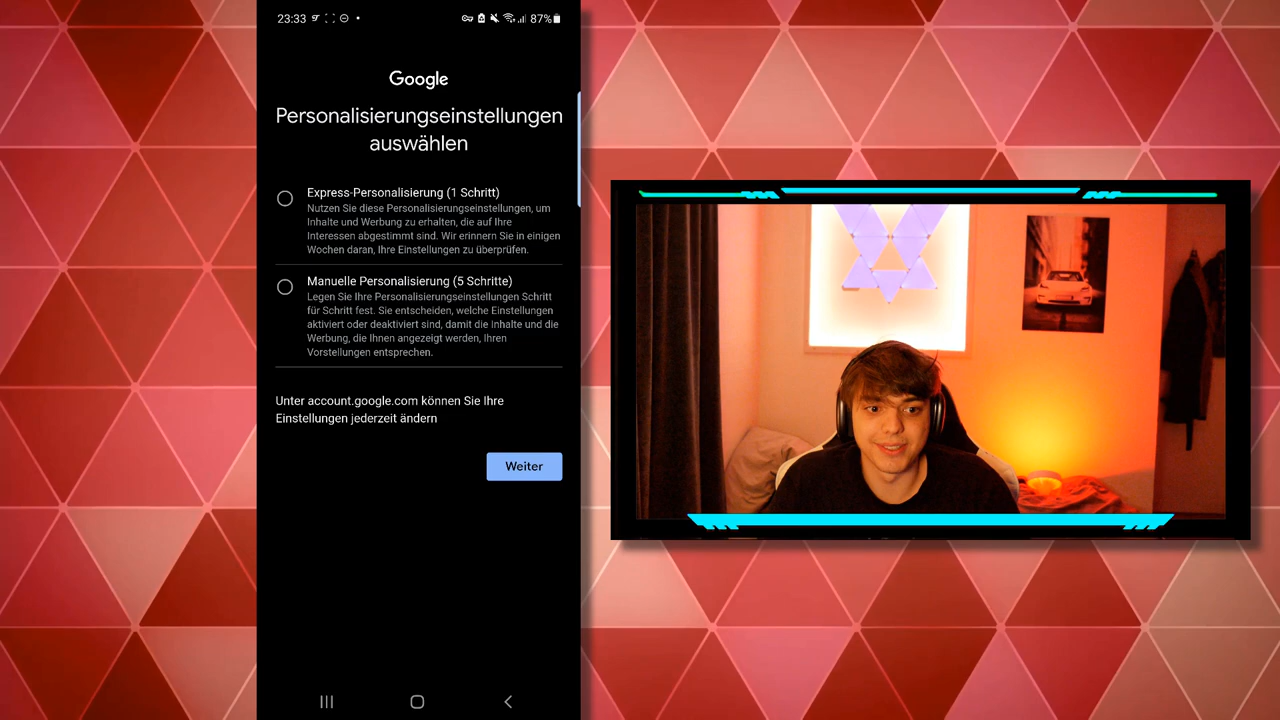 23:33
87%
Google
Personalisierungseinstellungen
auswählen
Express-Personalisierung (1 Schritt)
Nutzen Sie diese Personalisierungseinstellungen, um
Inhalte und Werbung zu erhalten, die auf Ihre
Interessen abgestimmt sind. Wir erinnern Sie in einigen
Wochen daran, Ihre Einstellungen zu überprüfen.
Manuelle Personalisierung (5 Schritte)
Legen Sie Ihre Personalisierungseinstellungen Schritt
für Schritt fest. Sie entscheiden, welche Einstellungen
aktiviert oder deaktiviert sind, damit die Inhalte und die
Werbung, die Ihnen angezeigt werden, Ihren
Vorstellungen entsprechen.
Unter account.google.com können Sie Ihre
Einstellungen jederzeit ändern
Weiter